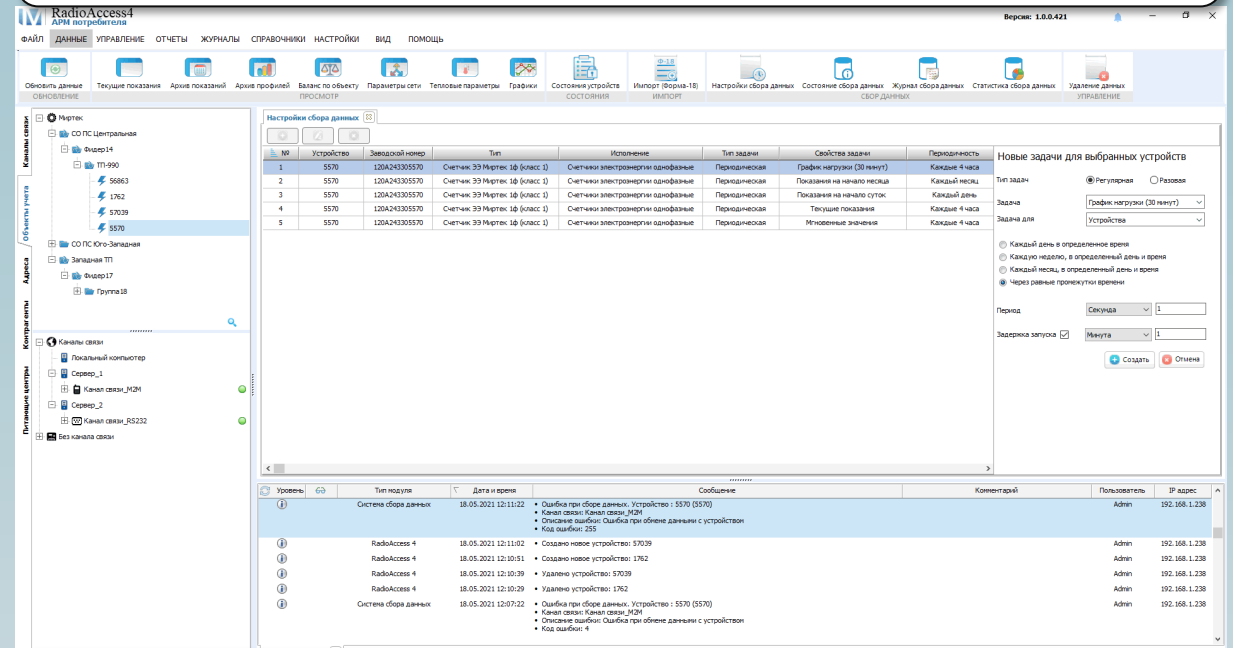 RadioAccess4
АРМ потребителя
Версия: 1.0.0.421
ФАЙЛ ДАННЫЕ УПРАВЛЕНИЕ ОТЧЕТЫ ЖУРНАЛЫ СПРАВОЧНИКИ НАСТРОЙКИ ВИД ПОМОЩЬ
Ф-18
Обновить данные Текущие показания Архив показаний Архив профилей Баланс по объекту Параметры сети Тепловые параметры Графики Состояния устройств Импорт (Форма-18) Настройки сбора данных Состояние сбора данных Журнал сбора данных Статистика сбора данных Удаление данных
ОБНОВЛЕНИЕ ПРОСМОТР СОСТОЯНИЯ ИМПОРТ СБОР ДАННЫХ УПРАВЛЕНИЕ
Каналы связи
Объекты учета
Адреса
Контрагенты
Питающие центры
Миртек
СО ПС Центральная
Фидер14
ТП-990
56863
1762
57039
5570
СО ПС Юго-Западная
Западная ТП
Фидер17
Группа18
Каналы связи
Локальный компьютер
Сервер_1
Канал связи_M2M
Сервер_2
Канал связи_RS232
Без канала связи
Настройки сбора данных
№ Устройство Заводской номер Тип Исполнение Тип задачи Свойства задачи Периодичность
1 5570 120A243305570 Счетчик ЭЭ Миртек 1ф (класс 1) Счетчики электроэнергии однофазные Периодическая График нагрузки (30 минут) Каждые 4 часа
2 5570 120A243305570 Счетчик ЭЭ Миртек 1ф (класс 1) Счетчики электроэнергии однофазные Периодическая Показания на начало месяца Каждый месяц
3 5570 120A243305570 Счетчик ЭЭ Миртек 1ф (класс 1) Счетчики электроэнергии однофазные Периодическая Показания на начало суток Каждый день
4 5570 120A243305570 Счетчик ЭЭ Миртек 1ф (класс 1) Счетчики электроэнергии однофазные Периодическая Текущие показания Каждые 4 часа
5 5570 120A243305570 Счетчик ЭЭ Миртек 1ф (класс 1) Счетчики электроэнергии однофазные Периодическая Мгновенные значения Каждые 4 часа
Новые задачи для выбранных устройств
Тип задач Регулярная Разовая
Задача График нагрузки (30 минут)
Задача для Устройства
Каждый день в определенное время
Каждую неделю, в определенный день и время
Каждый месяц, в определенный день и время
Через равные промежутки времени
Период Секунда 1
Задержка запуска Минута 1
Создать Отмена
Уровень Тип модуля Дата и время Сообщение Комментарий Пользователь IP адрес
Система сбора данных 18.05.2021 12:11:22 • Ошибка при сборе данных. Устройство : 5570 (5570) Admin 192.168.1.238
• Канал связи: Канал связи_M2M
• Описание ошибки: Ошибка при обмене данными с устройством
• Код ошибки: 255
RadioAccess 4 18.05.2021 12:11:02 • Создано новое устройство: 57039 Admin 192.168.1.238
RadioAccess 4 18.05.2021 12:10:51 • Создано новое устройство: 1762 Admin 192.168.1.238
RadioAccess 4 18.05.2021 12:10:39 • Удалено устройство: 57039 Admin 192.168.1.238
RadioAccess 4 18.05.2021 12:10:29 • Удалено устройство: 1762 Admin 192.168.1.238
Система сбора данных 18.05.2021 12:07:22 • Ошибка при сборе данных. Устройство : 5570 (5570) Admin 192.168.1.238
• Канал связи: Канал связи_M2M
• Описание ошибки: Ошибка при обмене данными с устройством
• Код ошибки: 4